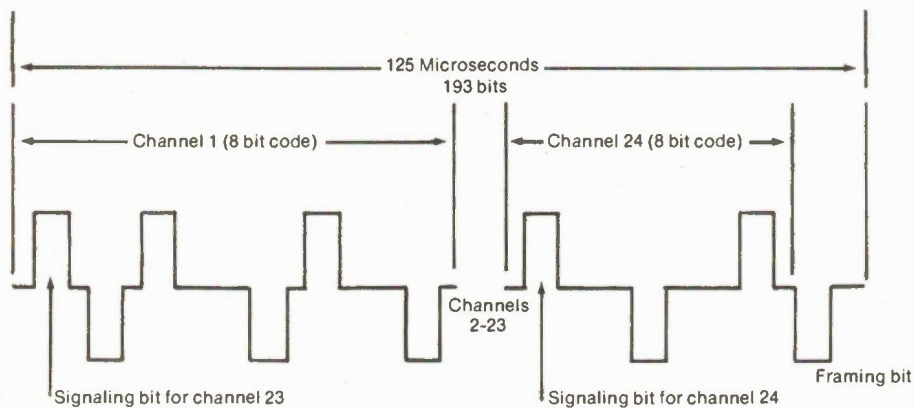 125 Microseconds
193 bits
Channel 1 (8 bit code)
Channel 24 (8 bit code)
Channels
2-23
Framing bit
Signaling bit for channel 23
Signaling bit for channel 24